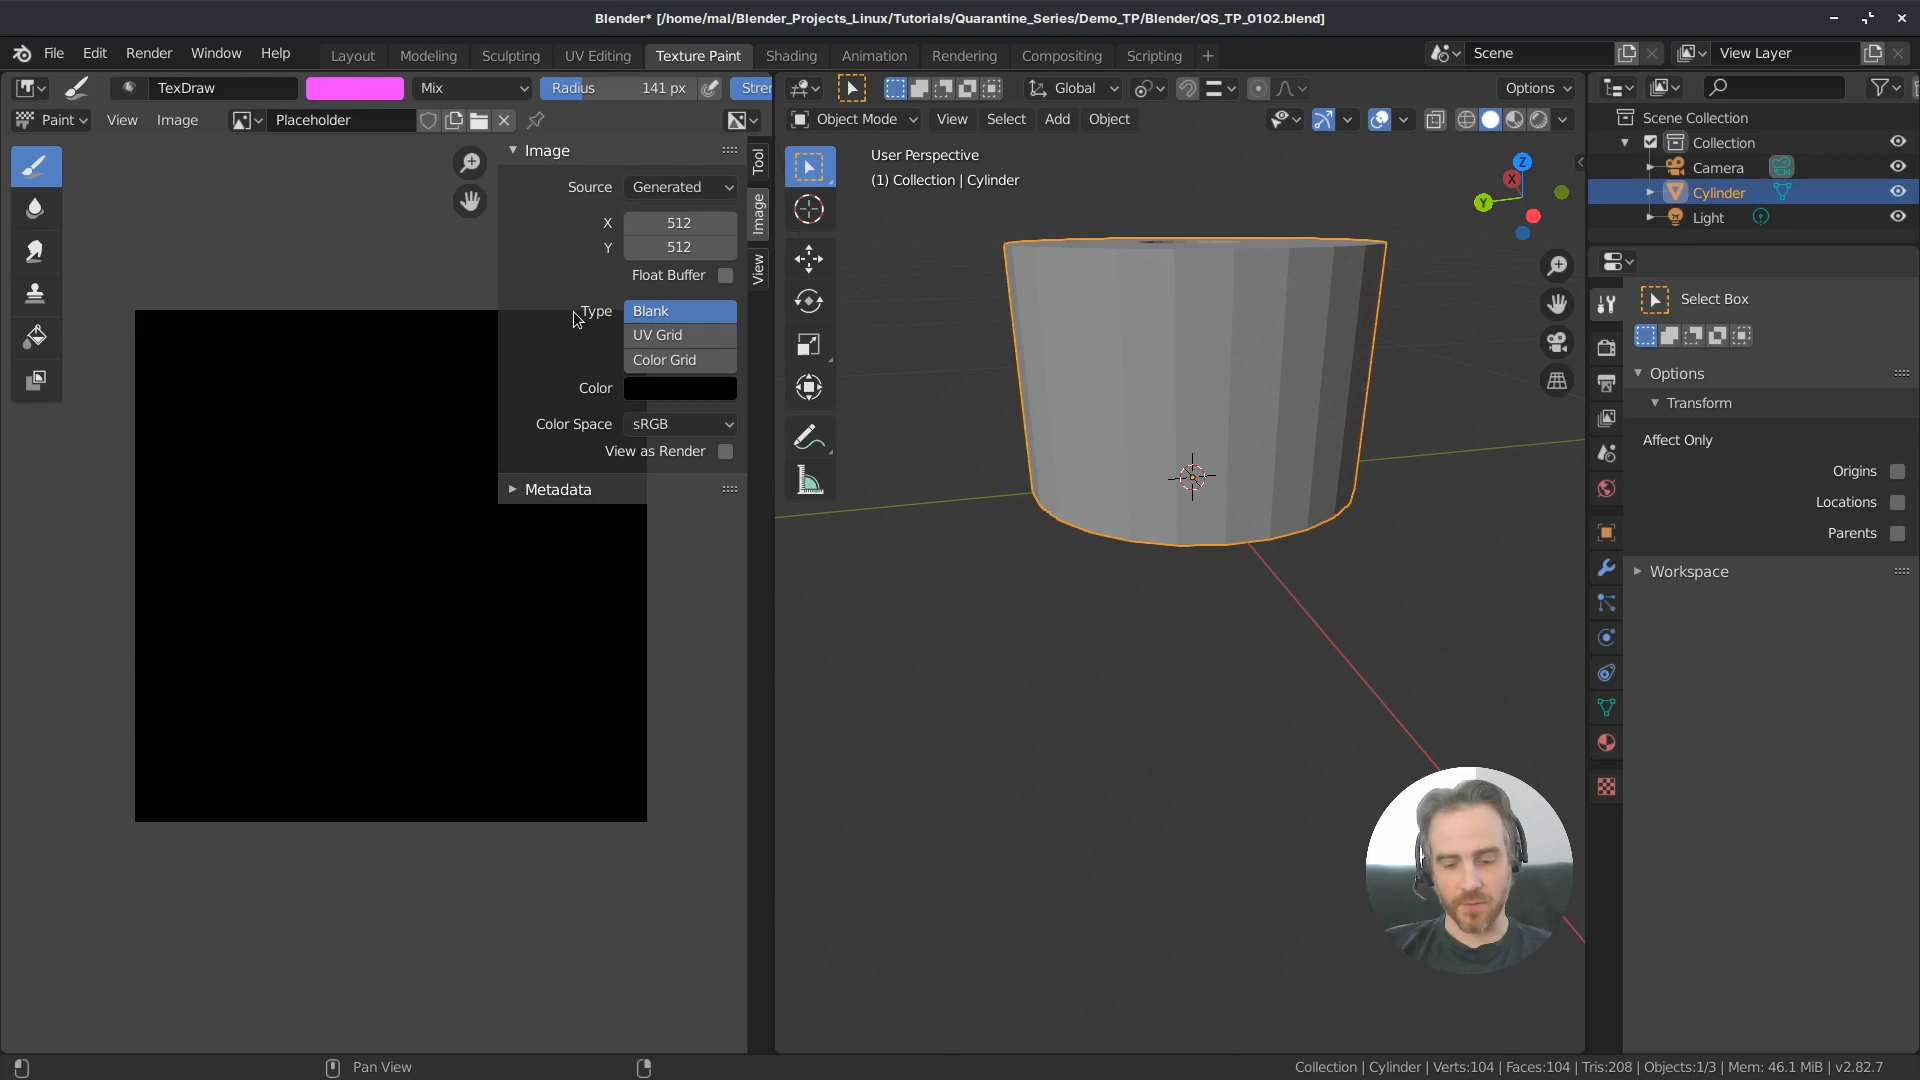 Blender* [/home/mal/Blender_Projects_Linux/Tutorials/Quarantine_Series/Demo_TP/Blender/QS_TP_0102.blend]
File Edit Render Window Help Layout Modeling Sculpting UV Editing Texture Paint Shading Animation Rendering Compositing Scripting + Scene View Layer
TexDraw Mix Radius 141 px Stren Global Options
Paint View Image Placeholder Object Mode View Select Add Object
Scene Collection
Collection
Camera
Cylinder
Light
Image
Source Generated
X 512
Y 512
Float Buffer
Type Blank
UV Grid
Color Grid
Color
Color Space sRGB
View as Render
Metadata
Tool
Image
View
User Perspective
(1) Collection | Cylinder
Z
X
Y
Select Box
Options
Transform
Affect Only
Origins
Locations
Parents
Workspace
Pan View
Collection | Cylinder | Verts:104 | Faces:104 | Tris:208 | Objects:1/3 | Mem: 46.1 MiB | v2.82.7